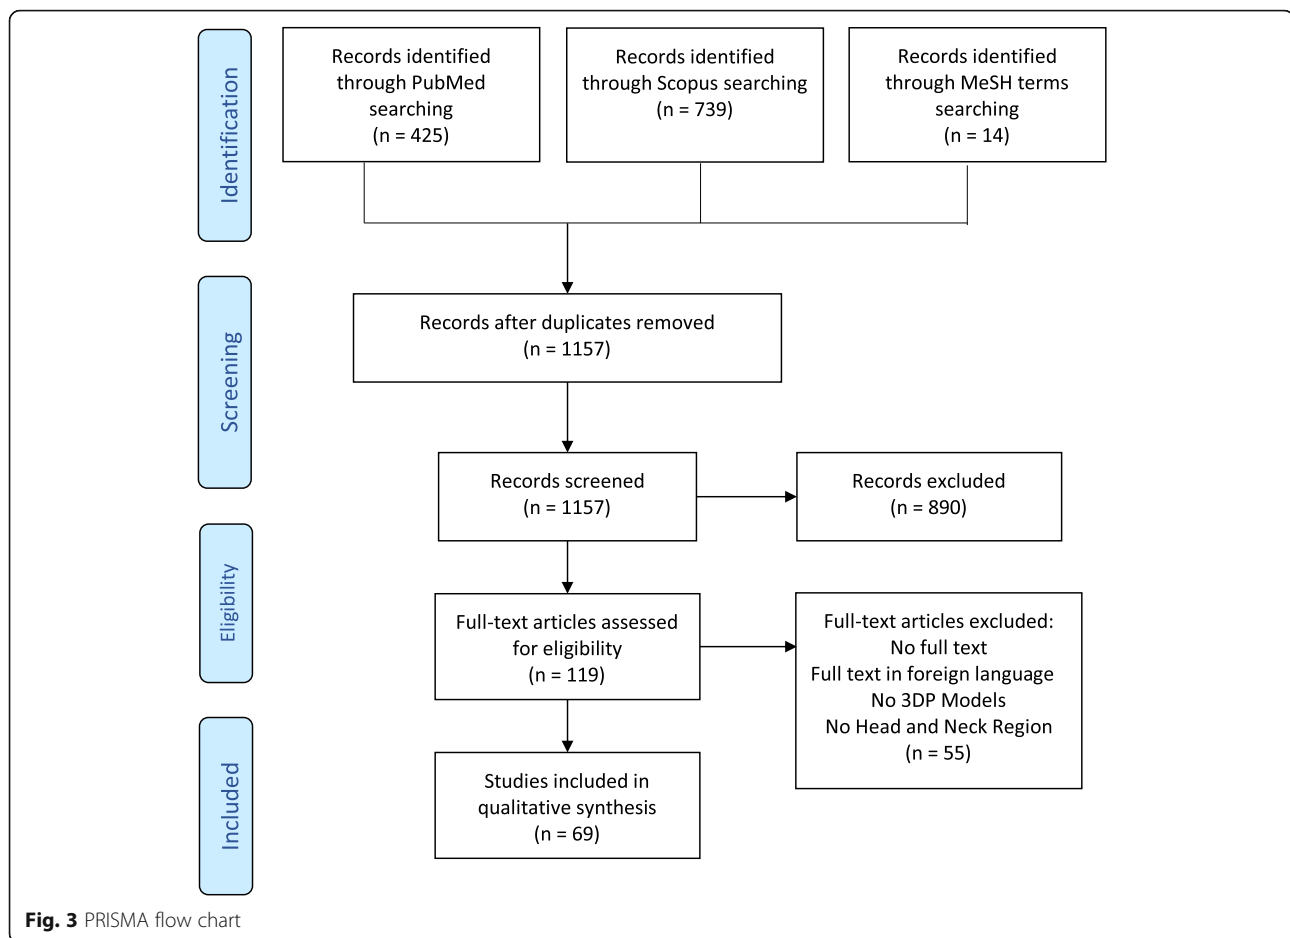 Identification
Records identified
through PubMed
searching
(n = 425)
Records identified
through Scopus searching
(n = 739)
Records identified
through MeSH terms
searching
(n = 14)
Screening
Records after duplicates removed
(n = 1157)
Records screened
(n = 1157)
Records excluded
(n = 890)
Eligibility
Full-text articles assessed
for eligibility
(n = 119)
Full-text articles excluded:
No full text
Full text in foreign language
No 3DP Models
No Head and Neck Region
(n = 55)
Included
Studies included in
qualitative synthesis
(n = 69)
Fig. 3 PRISMA flow chart